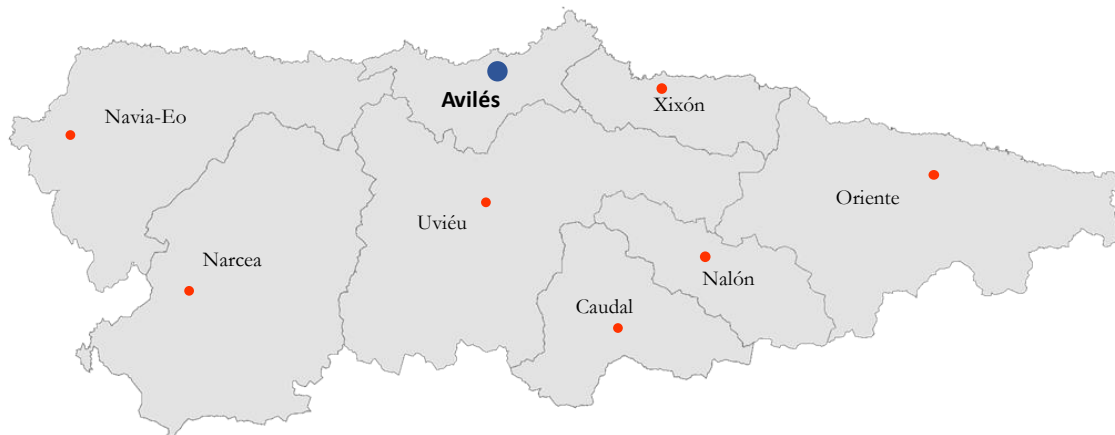 Avilés
Xixón
Navia-Eo
Oriente
Uviéu
Narcea
Nalón
Caudal